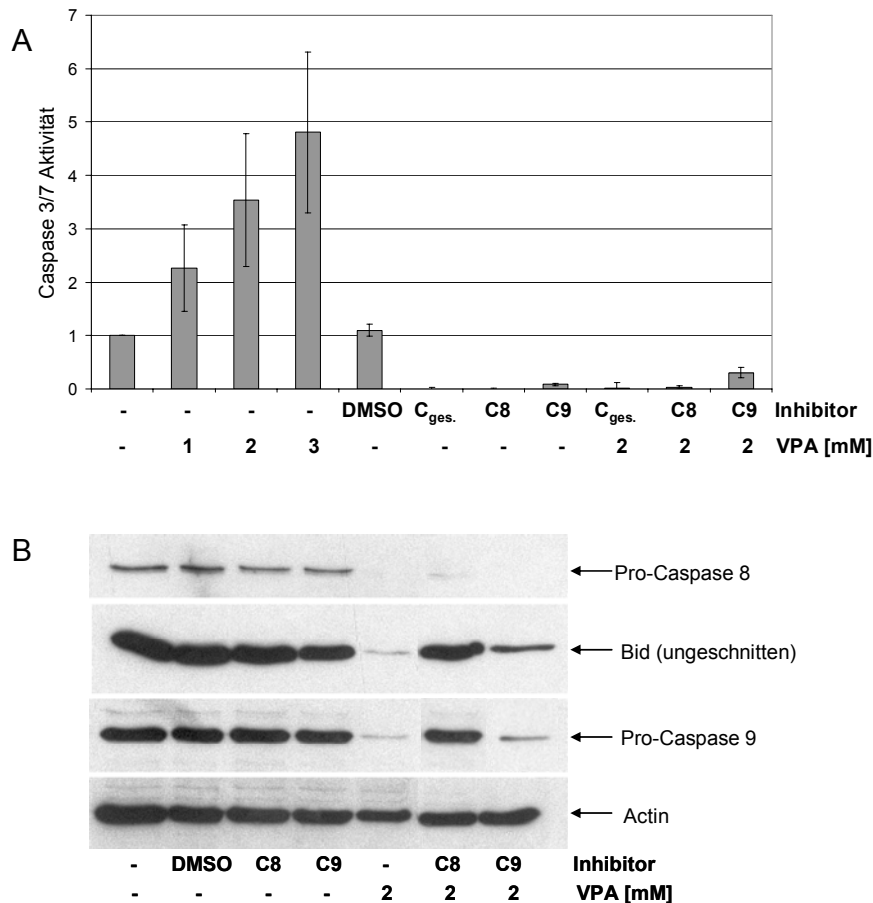 A
Caspase 3/7 Aktivität
7
6
5
4
3
2
1
0
- - - - DMSO Cges. C8 C9 Cges. C8 C9 Inhibitor
- 1 2 3 - - - - 2 2 2 VPA [mM]
B
Pro-Caspase 8
Bid (ungeschnitten)
Pro-Caspase 9
Actin
- DMSO C8 C9 - C8 C9 Inhibitor
- - - - 2 2 2 VPA [mM]